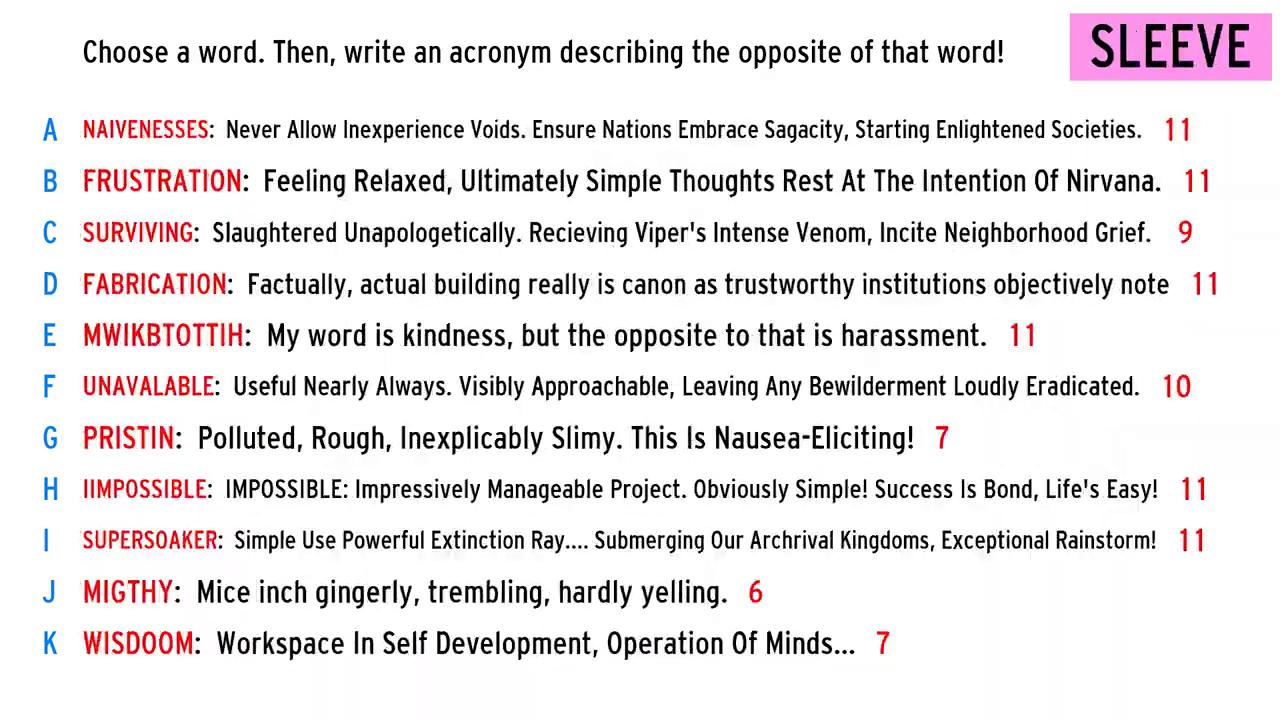 Choose a word. Then, write an acronym describing the opposite of that word!
SLEEVE
A NAIVENESSES: Never Allow Inexperience Voids. Ensure Nations Embrace Sagacity, Starting Enlightened Societies. 11
B FRUSTRATION: Feeling Relaxed, Ultimately Simple Thoughts Rest At The Intention Of Nirvana. 11
C SURVIVING: Slaughtered Unapologetically. Recieving Viper's Intense Venom, Incite Neighborhood Grief. 9
D FABRICATION: Factually, actual building really is canon as trustworthy institutions objectively note 11
E MWIKBTOTTIH: My word is kindness, but the opposite to that is harassment. 11
F UNAVALABLE: Useful Nearly Always. Visibly Approachable, Leaving Any Bewilderment Loudly Eradicated. 10
G PRISTIN: Polluted, Rough, Inexplicably Slimy. This Is Nausea-Eliciting! 7
H IIMPOSSIBLE: IMPOSSIBLE: Impressively Manageable Project. Obviously Simple! Success Is Bond, Life's Easy! 11
I SUPERSOAKER: Simple Use Powerful Extinction Ray.... Submerging Our Archrival Kingdoms, Exceptional Rainstorm! 11
J MIGTHY: Mice inch gingerly, trembling, hardly yelling. 6
K WISDOOM: Workspace In Self Development, Operation Of Minds... 7